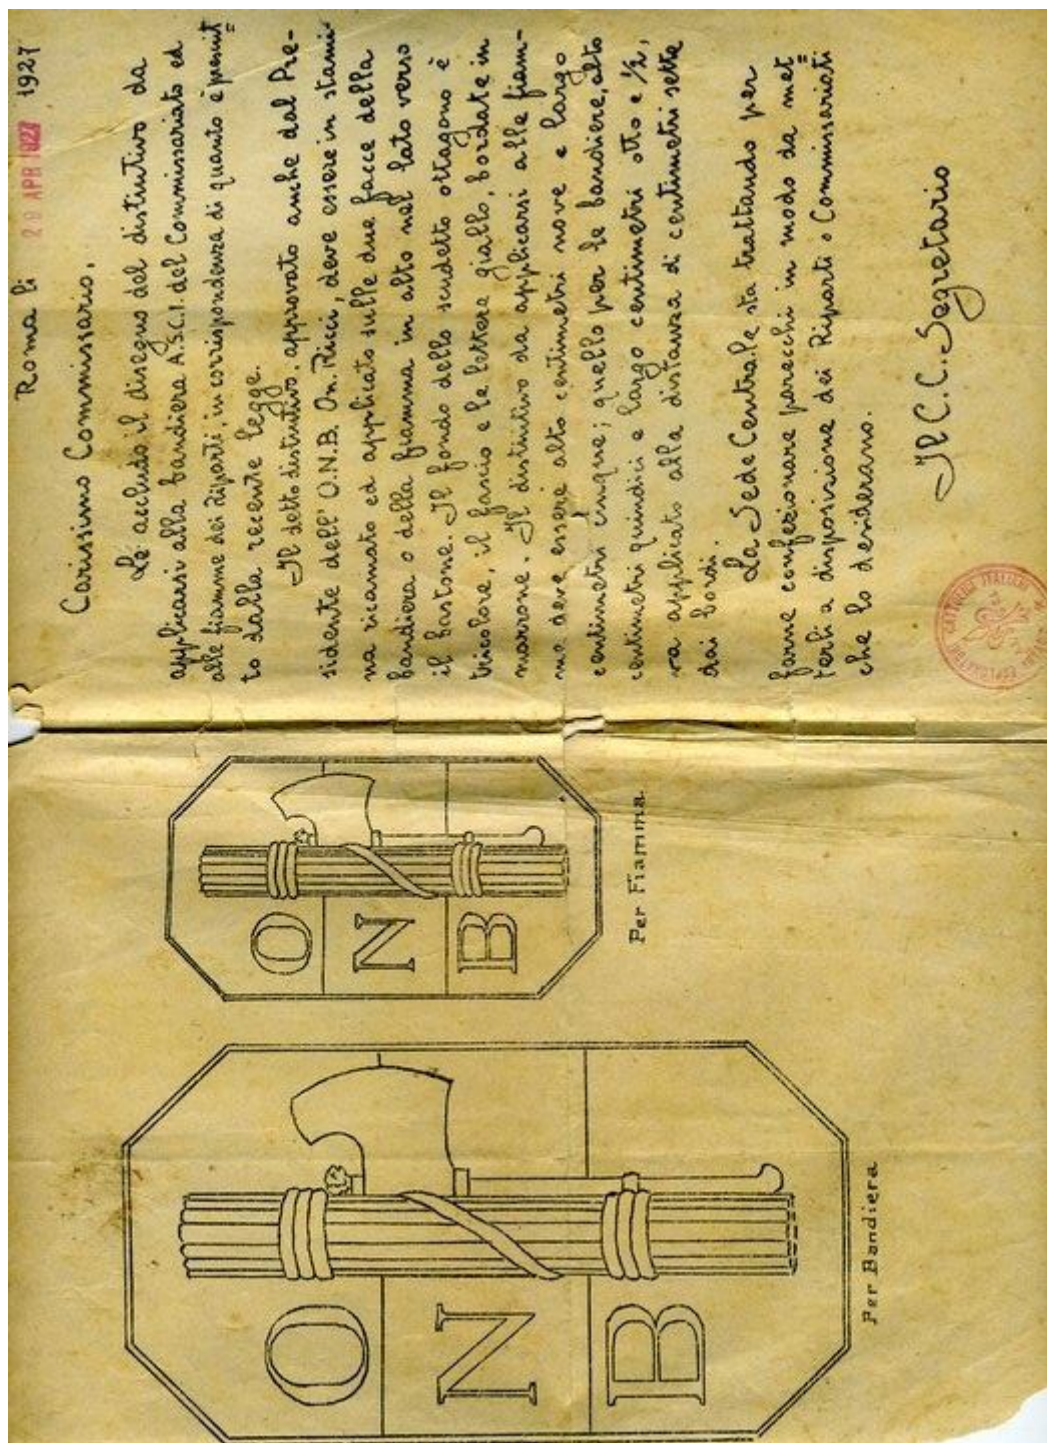 Roma li 29 APR 1927 1927
Carissimo Commissario,
Le accludo il disegno del distintivo da
applicarsi alla bandiera A.S.C.I. del Commissariato ed
alle fiamme dei Riparti, in corrispondenza di quanto è prescrit=
to dalla recente legge.
Il detto distintivo, approvato anche dal Pre-
sidente dell'O.N.B. On. Ricci, deve essere in stami-
na ricamato ed applicato sulle due facce della
bandiera o della fiamma in alto nel lato verso
il bastone. Il fondo dello scudetto ottagono è
tricolore, il fascio e le lettere giallo, bordate in
marrone. Il distintivo da applicarsi alle fiam-
me deve essere alto centimetri nove e largo
centimetri cinque; quello per le bandiere, alto
centimetri quindici e largo centimetri otto e ½,
va applicato alla distanza di centimetri sette
dai bordi.
La Sede Centrale sta trattando per
farne confezionare parecchi in modo da met=
terli a disposizione dei Riparti o Commissariati
che lo desiderano.
Il C.C. Segretario
ESPLORATORI CATTOLICI ITALIANI
O
N
B
Per Fiamma.
O
N
B
Per Bandiera